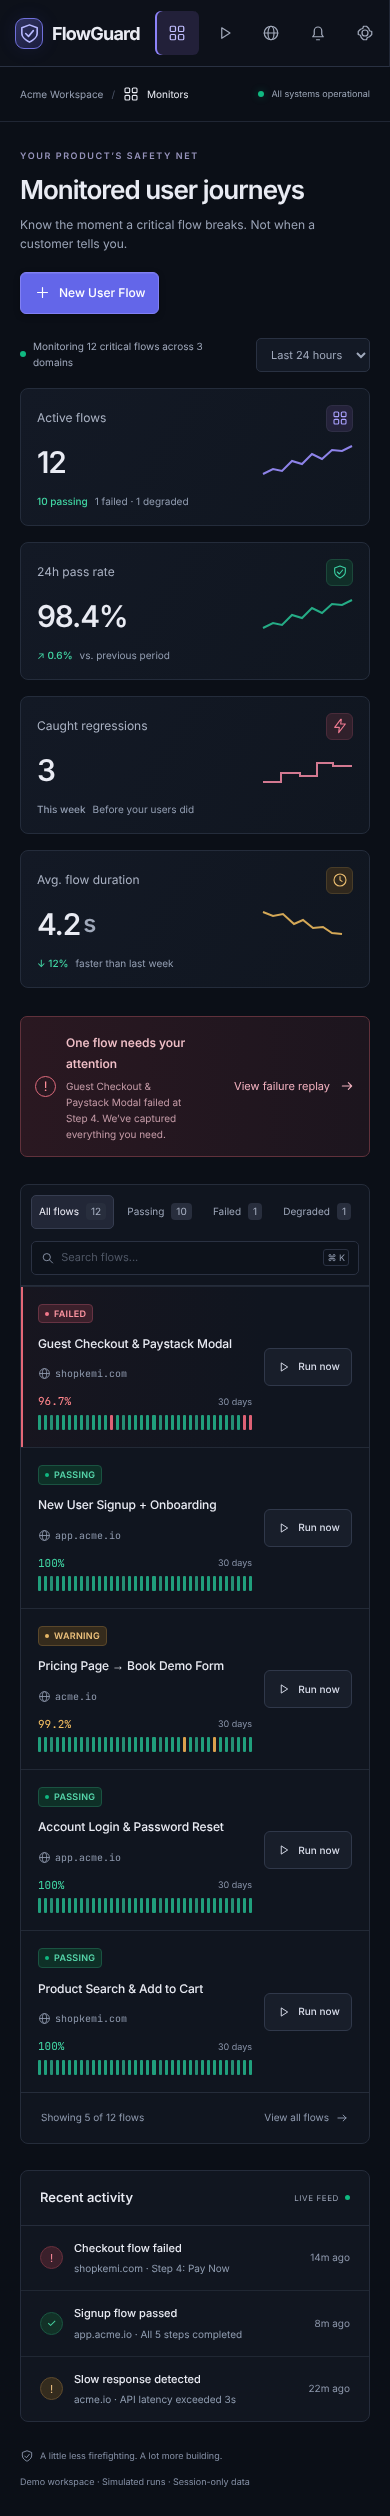 FlowGuard
Acme Workspace / Monitors
All systems operational
YOUR PRODUCT'S SAFETY NET
Monitored user journeys
Know the moment a critical flow breaks. Not when a
customer tells you.
New User Flow
Monitoring 12 critical flows across 3
domains
Last 24 hours
Active flows
12
10 passing 1 failed · 1 degraded
24h pass rate
98.4%
↗ 0.6% vs. previous period
Caught regressions
3
This week Before your users did
Avg. flow duration
4.2s
↓ 12% faster than last week
One flow needs your
attention
Guest Checkout &
Paystack Modal failed at
Step 4. We've captured
everything you need.
View failure replay →
All flows 12 Passing 10 Failed 1 Degraded 1
Search flows...
⌘ K
FAILED
Guest Checkout & Paystack Modal
shopkemi.com
Run now
96.7% 30 days
PASSING
New User Signup + Onboarding
app.acme.io
Run now
100% 30 days
WARNING
Pricing Page → Book Demo Form
acme.io
Run now
99.2% 30 days
PASSING
Account Login & Password Reset
app.acme.io
Run now
100% 30 days
PASSING
Product Search & Add to Cart
shopkemi.com
Run now
100% 30 days
Showing 5 of 12 flows
View all flows →
Recent activity
LIVE FEED
Checkout flow failed
shopkemi.com · Step 4: Pay Now
14m ago
Signup flow passed
app.acme.io · All 5 steps completed
8m ago
Slow response detected
acme.io · API latency exceeded 3s
22m ago
A little less firefighting. A lot more building.
Demo workspace · Simulated runs · Session-only data